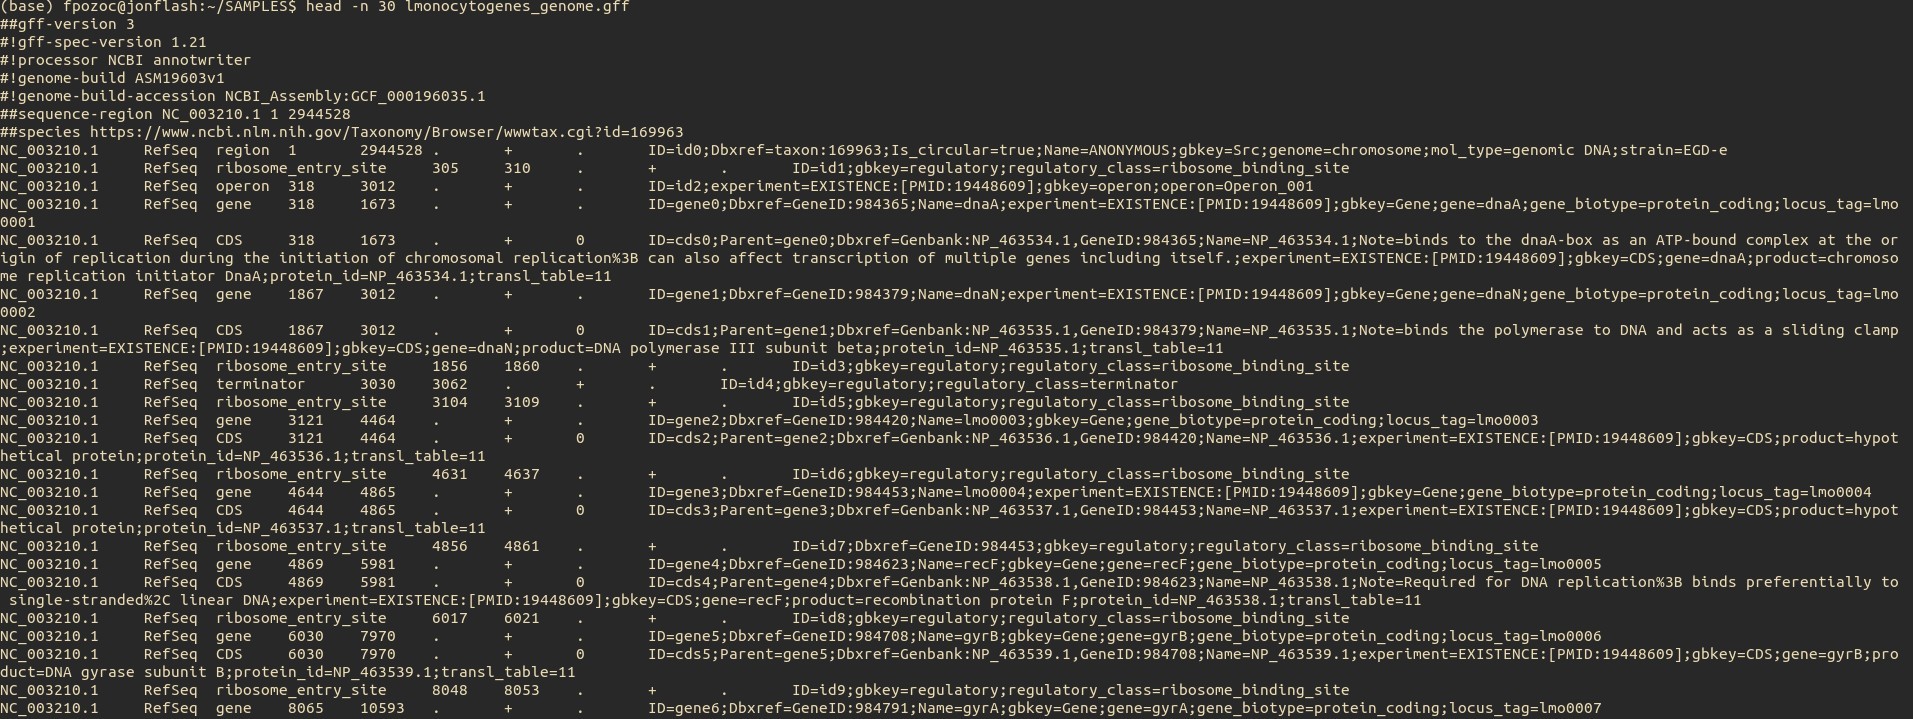 (base) fpozoc@jonflash:~/SAMPLES$ head -n 30 lmonocytogenes_genome.gff
##gff-version 3
#!gff-spec-version 1.21
#!processor NCBI annotwriter
#!genome-build ASM19603v1
#!genome-build-accession NCBI_Assembly:GCF_000196035.1
##sequence-region NC_003210.1 1 2944528
##species https://www.ncbi.nlm.nih.gov/Taxonomy/Browser/wwwtax.cgi?id=169963
NC_003210.1	RefSeq	region	1	2944528	.	+	.	ID=id0;Dbxref=taxon:169963;Is_circular=true;Name=ANONYMOUS;gbkey=Src;genome=chromosome;mol_type=genomic DNA;strain=EGD-e
NC_003210.1	RefSeq	ribosome_entry_site	305	310	.	+	.	ID=id1;gbkey=regulatory;regulatory_class=ribosome_binding_site
NC_003210.1	RefSeq	operon	318	3012	.	+	.	ID=id2;experiment=EXISTENCE:[PMID:19448609];gbkey=operon;operon=Operon_001
NC_003210.1	RefSeq	gene	318	1673	.	+	.	ID=gene0;Dbxref=GeneID:984365;Name=dnaA;experiment=EXISTENCE:[PMID:19448609];gbkey=Gene;gene=dnaA;gene_biotype=protein_coding;locus_tag=lmo
0001
NC_003210.1	RefSeq	CDS	318	1673	.	+	0	ID=cds0;Parent=gene0;Dbxref=Genbank:NP_463534.1,GeneID:984365;Name=NP_463534.1;Note=binds to the dnaA-box as an ATP-bound complex at the or
igin of replication during the initiation of chromosomal replication%3B can also affect transcription of multiple genes including itself.;experiment=EXISTENCE:[PMID:19448609];gbkey=CDS;gene=dnaA;product=chromoso
me replication initiator DnaA;protein_id=NP_463534.1;transl_table=11
NC_003210.1	RefSeq	gene	1867	3012	.	+	.	ID=gene1;Dbxref=GeneID:984379;Name=dnaN;experiment=EXISTENCE:[PMID:19448609];gbkey=Gene;gene=dnaN;gene_biotype=protein_coding;locus_tag=lmo
0002
NC_003210.1	RefSeq	CDS	1867	3012	.	+	0	ID=cds1;Parent=gene1;Dbxref=Genbank:NP_463535.1,GeneID:984379;Name=NP_463535.1;Note=binds the polymerase to DNA and acts as a sliding clamp
;experiment=EXISTENCE:[PMID:19448609];gbkey=CDS;gene=dnaN;product=DNA polymerase III subunit beta;protein_id=NP_463535.1;transl_table=11
NC_003210.1	RefSeq	ribosome_entry_site	1856	1860	.	+	.	ID=id3;gbkey=regulatory;regulatory_class=ribosome_binding_site
NC_003210.1	RefSeq	terminator	3030	3062	.	+	.	ID=id4;gbkey=regulatory;regulatory_class=terminator
NC_003210.1	RefSeq	ribosome_entry_site	3104	3109	.	+	.	ID=id5;gbkey=regulatory;regulatory_class=ribosome_binding_site
NC_003210.1	RefSeq	gene	3121	4464	.	+	.	ID=gene2;Dbxref=GeneID:984420;Name=lmo0003;gbkey=Gene;gene_biotype=protein_coding;locus_tag=lmo0003
NC_003210.1	RefSeq	CDS	3121	4464	.	+	0	ID=cds2;Parent=gene2;Dbxref=Genbank:NP_463536.1,GeneID:984420;Name=NP_463536.1;experiment=EXISTENCE:[PMID:19448609];gbkey=CDS;product=hypot
hetical protein;protein_id=NP_463536.1;transl_table=11
NC_003210.1	RefSeq	ribosome_entry_site	4631	4637	.	+	.	ID=id6;gbkey=regulatory;regulatory_class=ribosome_binding_site
NC_003210.1	RefSeq	gene	4644	4865	.	+	.	ID=gene3;Dbxref=GeneID:984453;Name=lmo0004;experiment=EXISTENCE:[PMID:19448609];gbkey=Gene;gene_biotype=protein_coding;locus_tag=lmo0004
NC_003210.1	RefSeq	CDS	4644	4865	.	+	0	ID=cds3;Parent=gene3;Dbxref=Genbank:NP_463537.1,GeneID:984453;Name=NP_463537.1;experiment=EXISTENCE:[PMID:19448609];gbkey=CDS;product=hypot
hetical protein;protein_id=NP_463537.1;transl_table=11
NC_003210.1	RefSeq	ribosome_entry_site	4856	4861	.	+	.	ID=id7;Dbxref=GeneID:984453;gbkey=regulatory;regulatory_class=ribosome_binding_site
NC_003210.1	RefSeq	gene	4869	5981	.	+	.	ID=gene4;Dbxref=GeneID:984623;Name=recF;gbkey=Gene;gene=recF;gene_biotype=protein_coding;locus_tag=lmo0005
NC_003210.1	RefSeq	CDS	4869	5981	.	+	0	ID=cds4;Parent=gene4;Dbxref=Genbank:NP_463538.1,GeneID:984623;Name=NP_463538.1;Note=Required for DNA replication%3B binds preferentially to
 single-stranded%2C linear DNA;experiment=EXISTENCE:[PMID:19448609];gbkey=CDS;gene=recF;product=recombination protein F;protein_id=NP_463538.1;transl_table=11
NC_003210.1	RefSeq	ribosome_entry_site	6017	6021	.	+	.	ID=id8;gbkey=regulatory;regulatory_class=ribosome_binding_site
NC_003210.1	RefSeq	gene	6030	7970	.	+	.	ID=gene5;Dbxref=GeneID:984708;Name=gyrB;gbkey=Gene;gene=gyrB;gene_biotype=protein_coding;locus_tag=lmo0006
NC_003210.1	RefSeq	CDS	6030	7970	.	+	0	ID=cds5;Parent=gene5;Dbxref=Genbank:NP_463539.1,GeneID:984708;Name=NP_463539.1;experiment=EXISTENCE:[PMID:19448609];gbkey=CDS;gene=gyrB;pro
duct=DNA gyrase subunit B;protein_id=NP_463539.1;transl_table=11
NC_003210.1	RefSeq	ribosome_entry_site	8048	8053	.	+	.	ID=id9;gbkey=regulatory;regulatory_class=ribosome_binding_site
NC_003210.1	RefSeq	gene	8065	10593	.	+	.	ID=gene6;Dbxref=GeneID:984791;Name=gyrA;gbkey=Gene;gene=gyrA;gene_biotype=protein_coding;locus_tag=lmo0007